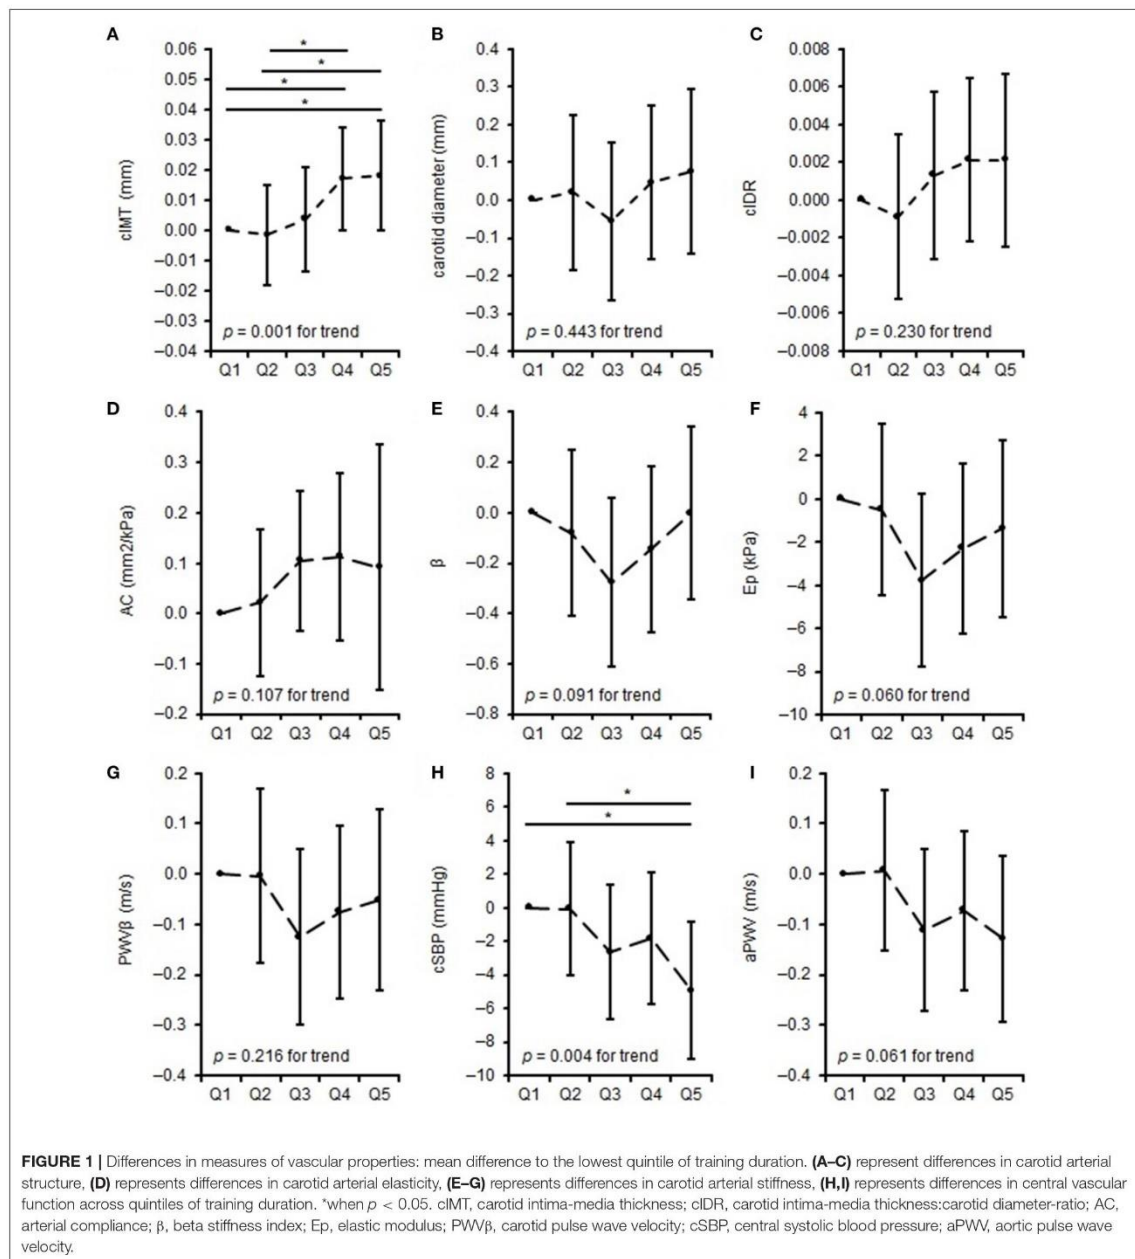 A
0.06
0.05
0.04
0.03
0.02
0.01
0.00
–0.01
–0.02
–0.03
–0.04
cIMT (mm)
*
*
*
*
p = 0.001 for trend
Q1 Q2 Q3 Q4 Q5
B
0.4
0.3
0.2
0.1
0.0
–0.1
–0.2
–0.3
–0.4
carotid diameter (mm)
p = 0.443 for trend
Q1 Q2 Q3 Q4 Q5
C
0.008
0.006
0.004
0.002
0.000
–0.002
–0.004
–0.006
–0.008
cIDR
p = 0.230 for trend
Q1 Q2 Q3 Q4 Q5
D
0.4
0.3
0.2
0.1
0.0
–0.1
–0.2
AC (mm2/kPa)
p = 0.107 for trend
Q1 Q2 Q3 Q4 Q5
E
0.4
0.2
0.0
–0.2
–0.4
–0.6
–0.8
β
p = 0.091 for trend
Q1 Q2 Q3 Q4 Q5
F
4
2
0
–2
–4
–6
–8
–10
Ep (kPa)
p = 0.060 for trend
Q1 Q2 Q3 Q4 Q5
G
0.2
0.1
0.0
–0.1
–0.2
–0.3
–0.4
PWVβ (m/s)
p = 0.216 for trend
Q1 Q2 Q3 Q4 Q5
H
8
6
4
2
0
–2
–4
–6
–8
–10
cSBP (mmHg)
*
*
p = 0.004 for trend
Q1 Q2 Q3 Q4 Q5
I
0.2
0.1
0.0
–0.1
–0.2
–0.3
–0.4
aPWV (m/s)
p = 0.061 for trend
Q1 Q2 Q3 Q4 Q5
FIGURE 1 | Differences in measures of vascular properties: mean difference to the lowest quintile of training duration. (A–C) represent differences in carotid arterial
structure, (D) represents differences in carotid arterial elasticity, (E–G) represents differences in carotid arterial stiffness, (H,I) represents differences in central vascular
function across quintiles of training duration. *when p < 0.05. cIMT, carotid intima-media thickness; cIDR, carotid intima-media thickness:carotid diameter-ratio; AC,
arterial compliance; β, beta stiffness index; Ep, elastic modulus; PWVβ, carotid pulse wave velocity; cSBP, central systolic blood pressure; aPWV, aortic pulse wave
velocity.